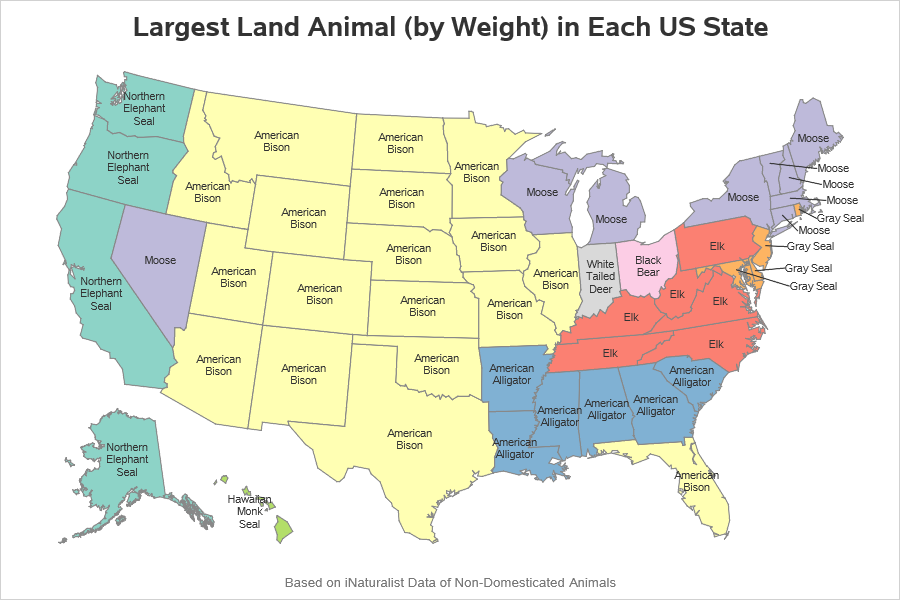 Largest Land Animal (by Weight) in Each US State
Northern
Elephant
Seal
Northern
Elephant
Seal
Northern
Elephant
Seal
Moose
American
Bison
American
Bison
American
Bison
American
Bison
American
Bison
American
Bison
American
Bison
American
Bison
American
Bison
American
Bison
American
Bison
American
Bison
American
Bison
American
Bison
American
Bison
American
Bison
American
Bison
American
Bison
Moose
Moose
White
Tailed
Deer
Black
Bear
Elk
Elk
Elk
Elk
Elk
Elk
Moose
Moose
Moose
Moose
Moose
Gray Seal
Moose
Gray Seal
Gray Seal
Gray Seal
American
Alligator
American
Alligator
American
Alligator
American
Alligator
American
Alligator
American
Alligator
American
Bison
Northern
Elephant
Seal
Hawaiian
Monk
Seal
Based on iNaturalist Data of Non-Domesticated Animals